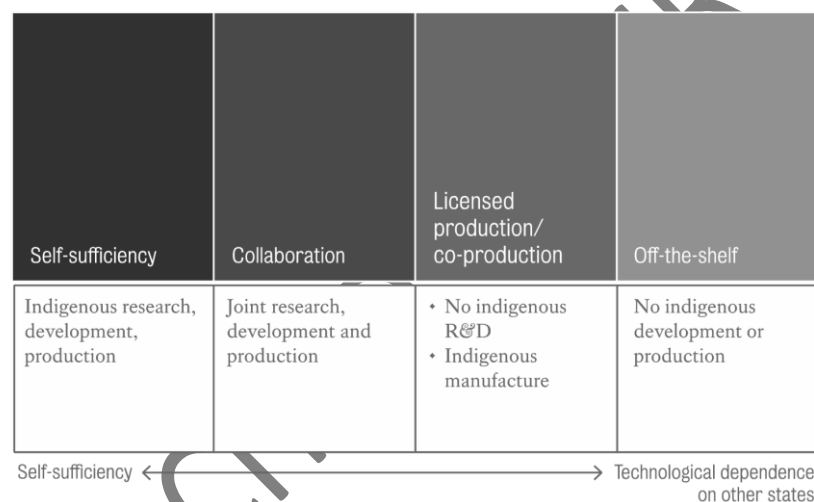 Self-sufficiency
Collaboration
Licensed
production/
co-production
Off-the-shelf
Indigenous research,
development,
production
Joint research,
development and
production
• No indigenous
R&D
• Indigenous
manufacture
No indigenous
development or
production
Self-sufficiency
Technological dependence
on other states